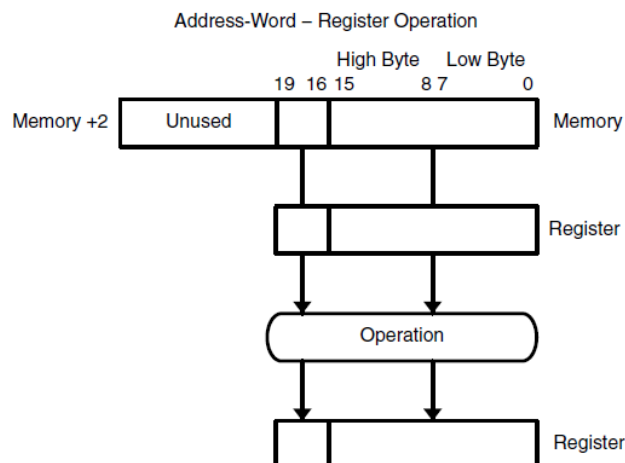 Address-Word – Register Operation
High Byte Low Byte
19 16 15 8 7 0
Memory +2 Unused Memory
Register
Operation
Register